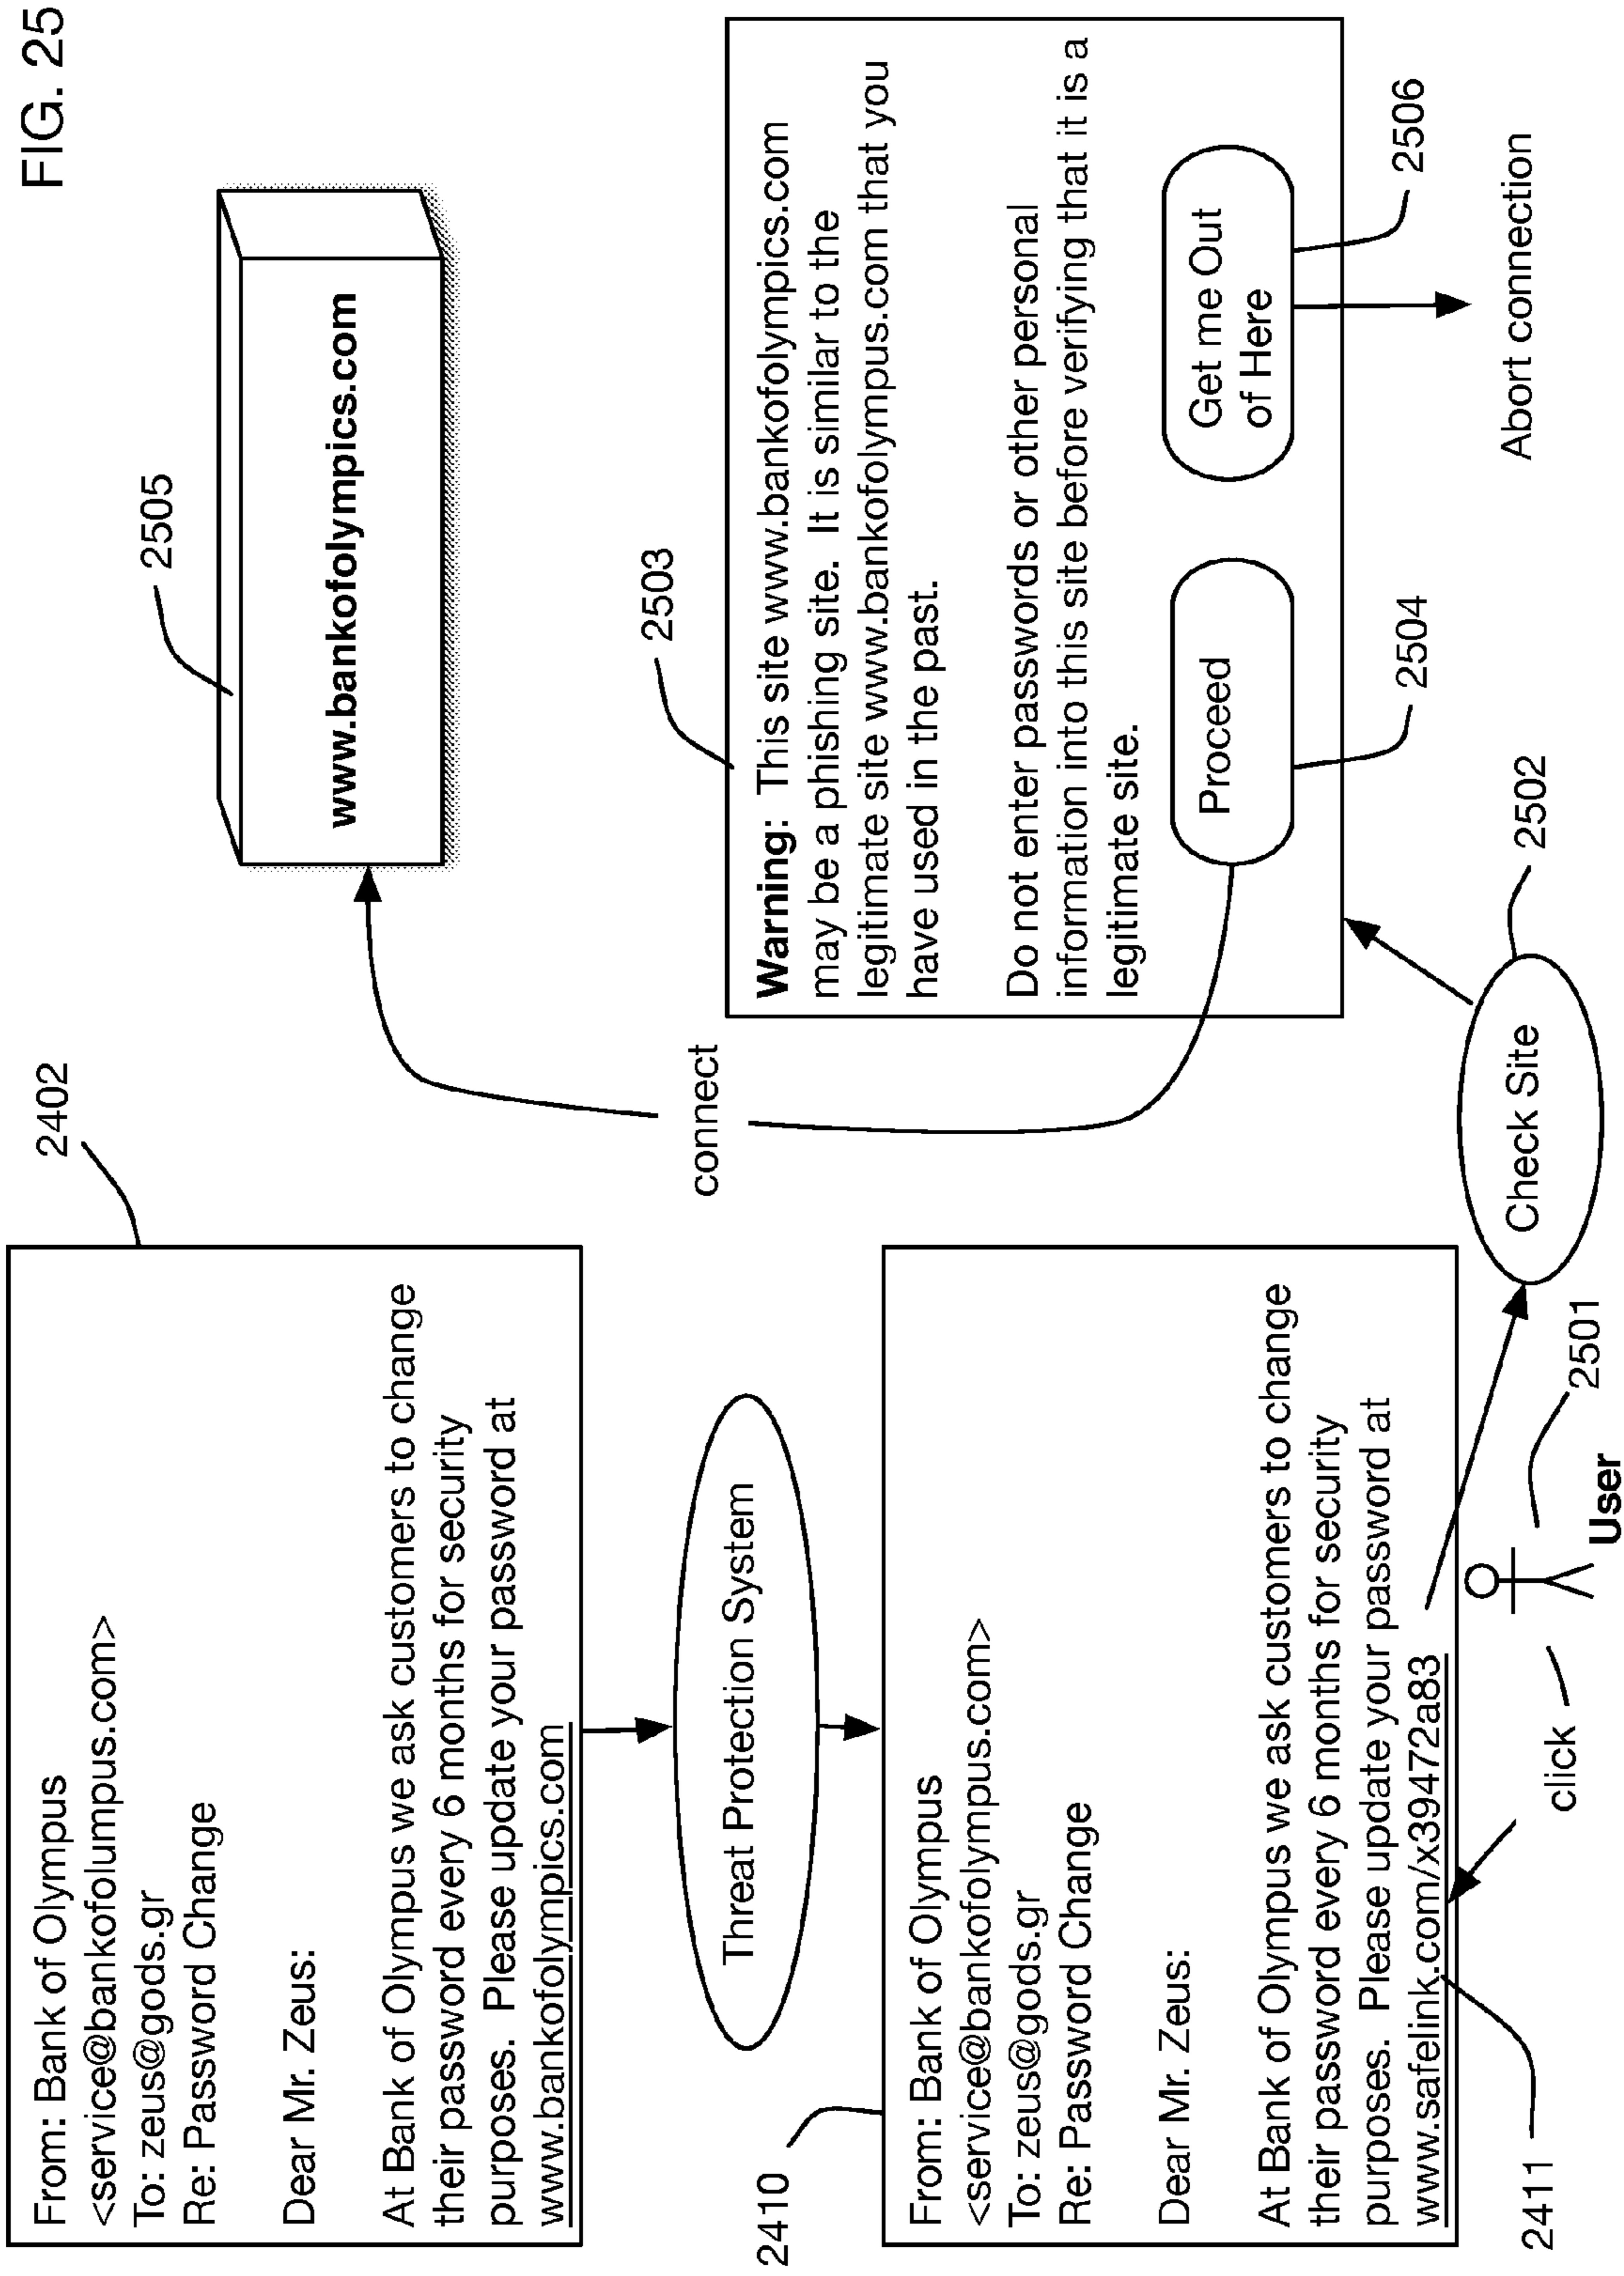 FIG. 25
2402
From: Bank of Olympus
<service@bankofolumpus.com>
To: zeus@gods.gr
Re: Password Change
Dear Mr. Zeus:
At Bank of Olympus we ask customers to change
their password every 6 months for security
purposes.  Please update your password at
www.bankofolympics.com
Threat Protection System
2410
From: Bank of Olympus
<service@bankofolympus.com>
To: zeus@gods.gr
Re: Password Change
Dear Mr. Zeus:
At Bank of Olympus we ask customers to change
their password every 6 months for security
purposes.  Please update your password at
www.safelink.com/x39472a83
2411
click
User
2501
Check Site
2502
2503
Warning:  This site www.bankofolympics.com
may be a phishing site.  It is similar to the
legitimate site www.bankofolympus.com that you
have used in the past.
Do not enter passwords or other personal
information into this site before verifying that it is a
legitimate site.
Proceed
2504
Get me Out
of Here
2506
Abort connection
connect
2505
www.bankofolympics.com